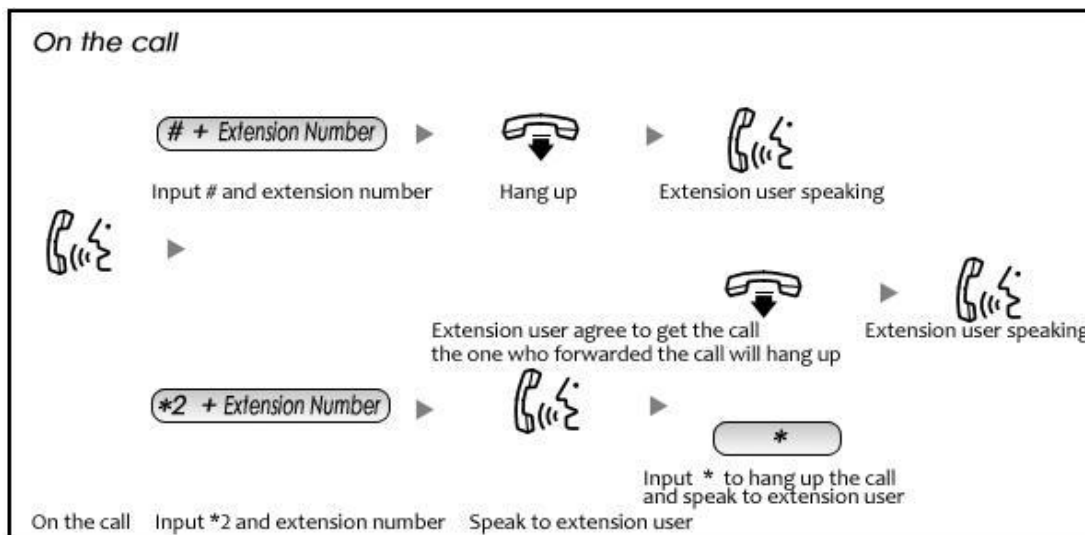 On the call
# + Extension Number
Input # and extension number
Hang up
Extension user speaking
Extension user agree to get the call
the one who forwarded the call will hang up
Extension user speaking
*2 + Extension Number
*
Input * to hang up the call
and speak to extension user
On the call
Input *2 and extension number
Speak to extension user